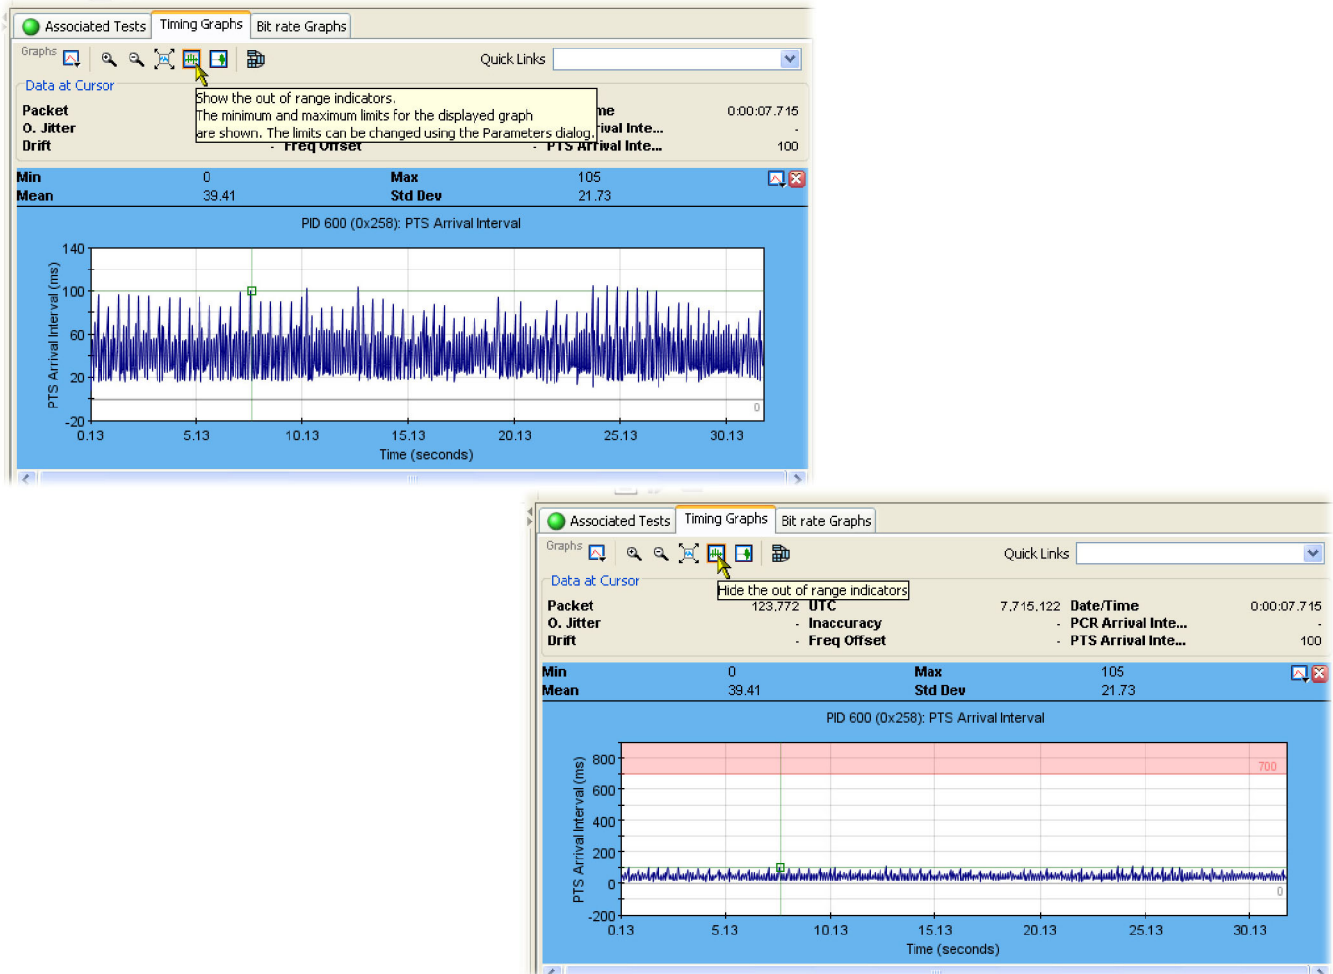 Associated Tests Timing Graphs Bit rate Graphs
Graphs Quick Links
Data at Cursor
Show the out of range indicators.
The minimum and maximum limits for the displayed graph
are shown. The limits can be changed using the Parameters dialog.
Packet me 0:00:07.715
O. Jitter ival Inte... -
Drift - Freq Offset - PTS Arrival Inte... 100
Min 0 Max 105
Mean 39.41 Std Dev 21.73
PID 600 (0x258): PTS Arrival Interval
PTS Arrival Interval (ms)
140
100
60
20
-20
0
0.13 5.13 10.13 15.13 20.13 25.13 30.13
Time (seconds)
Associated Tests Timing Graphs Bit rate Graphs
Graphs Quick Links
Data at Cursor
Hide the out of range indicators
Packet 123,772 UTC 7,715,122 Date/Time 0:00:07.715
O. Jitter - Inaccuracy - PCR Arrival Inte... -
Drift - Freq Offset - PTS Arrival Inte... 100
Min 0 Max 105
Mean 39.41 Std Dev 21.73
PID 600 (0x258): PTS Arrival Interval
PTS Arrival Interval (ms)
800
700
600
400
200
0
0
-200
0.13 5.13 10.13 15.13 20.13 25.13 30.13
Time (seconds)